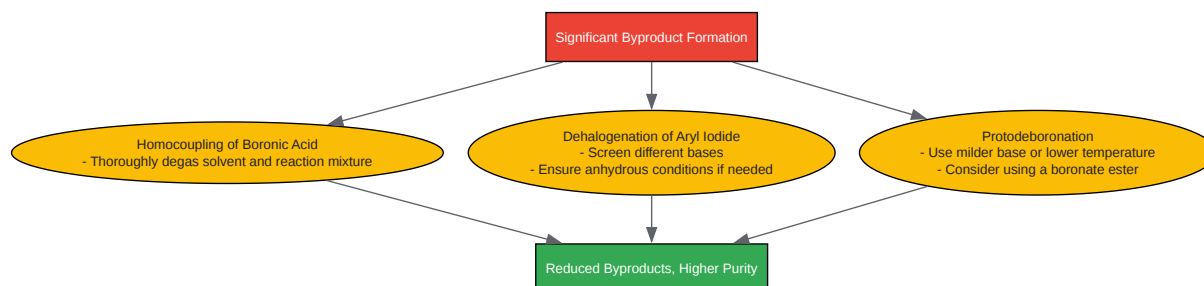 Significant Byproduct Formation
Homocoupling of Boronic Acid
- Thoroughly degas solvent and reaction mixture
Dehalogenation of Aryl Iodide
- Screen different bases
- Ensure anhydrous conditions if needed
Protodeboronation
- Use milder base or lower temperature
- Consider using a boronate ester
Reduced Byproducts, Higher Purity